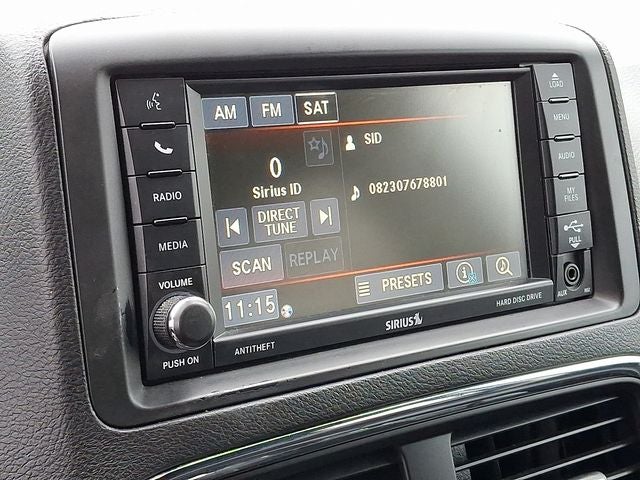 AM FM SAT
0
Sirius ID
SID
082307678801
DIRECT
TUNE
SCAN REPLAY
PRESETS
11:15
RADIO
MEDIA
VOLUME
PUSH ON
ANTITHEFT
SIRIUS
HARD DISC DRIVE
LOAD
MENU
AUDIO
MY
FILES
PULL
AUX